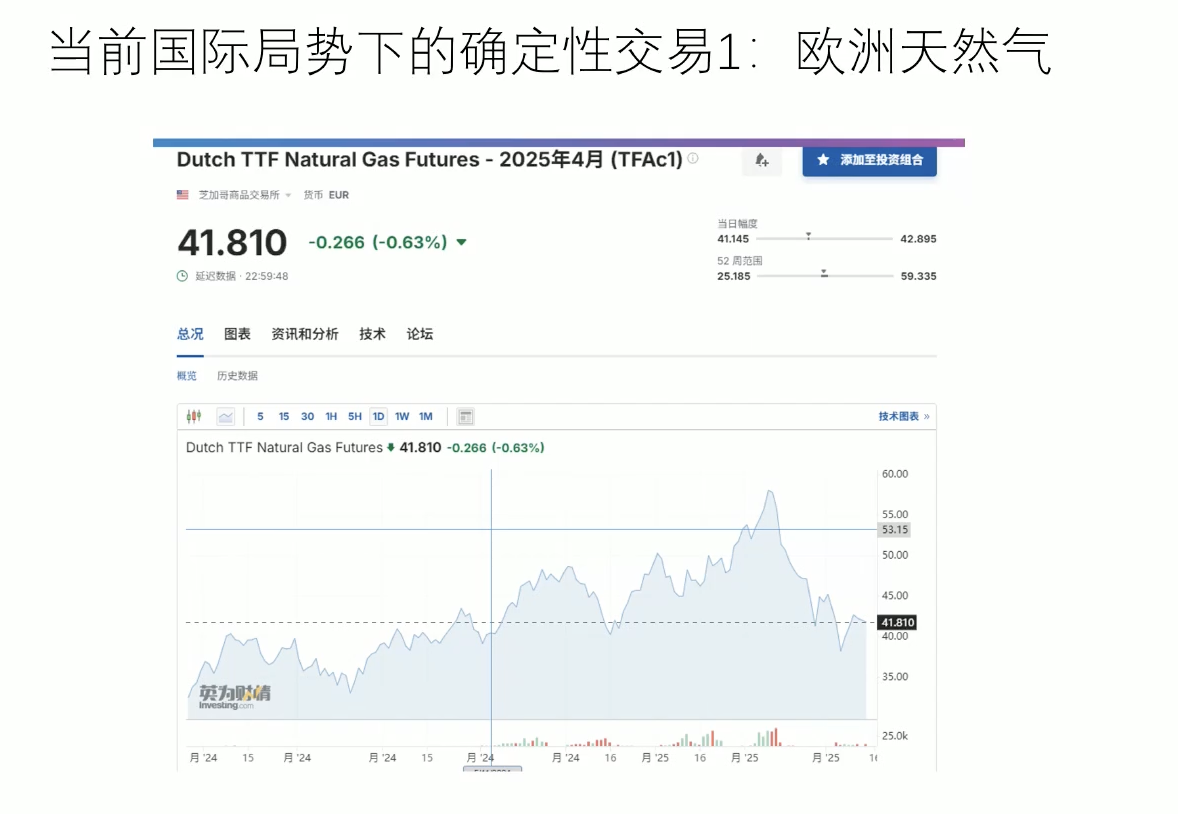 当前国际局势下的确定性交易1：欧洲天然气
Dutch TTF Natural Gas Futures - 2025年4月 (TFAc1)
添加至投资组合
芝加哥商品交易所 货币 EUR
41.810 -0.266 (-0.63%)
延迟数据 · 22:59:48
当日幅度
41.145 42.895
52 周范围
25.185 59.335
总况 图表 资讯和分析 技术 论坛
概览 历史数据
5 15 30 1H 5H 1D 1W 1M 技术图表 »
Dutch TTF Natural Gas Futures 41.810 -0.266 (-0.63%)
60.00
55.00
53.15
50.00
45.00
41.810
40.00
35.00
英为财情
Investing.com
25.0k
月 '24 15 月 '24 月 '24 15 月 '24 月 '24 16 月 '25 16 月 '25 月 '25